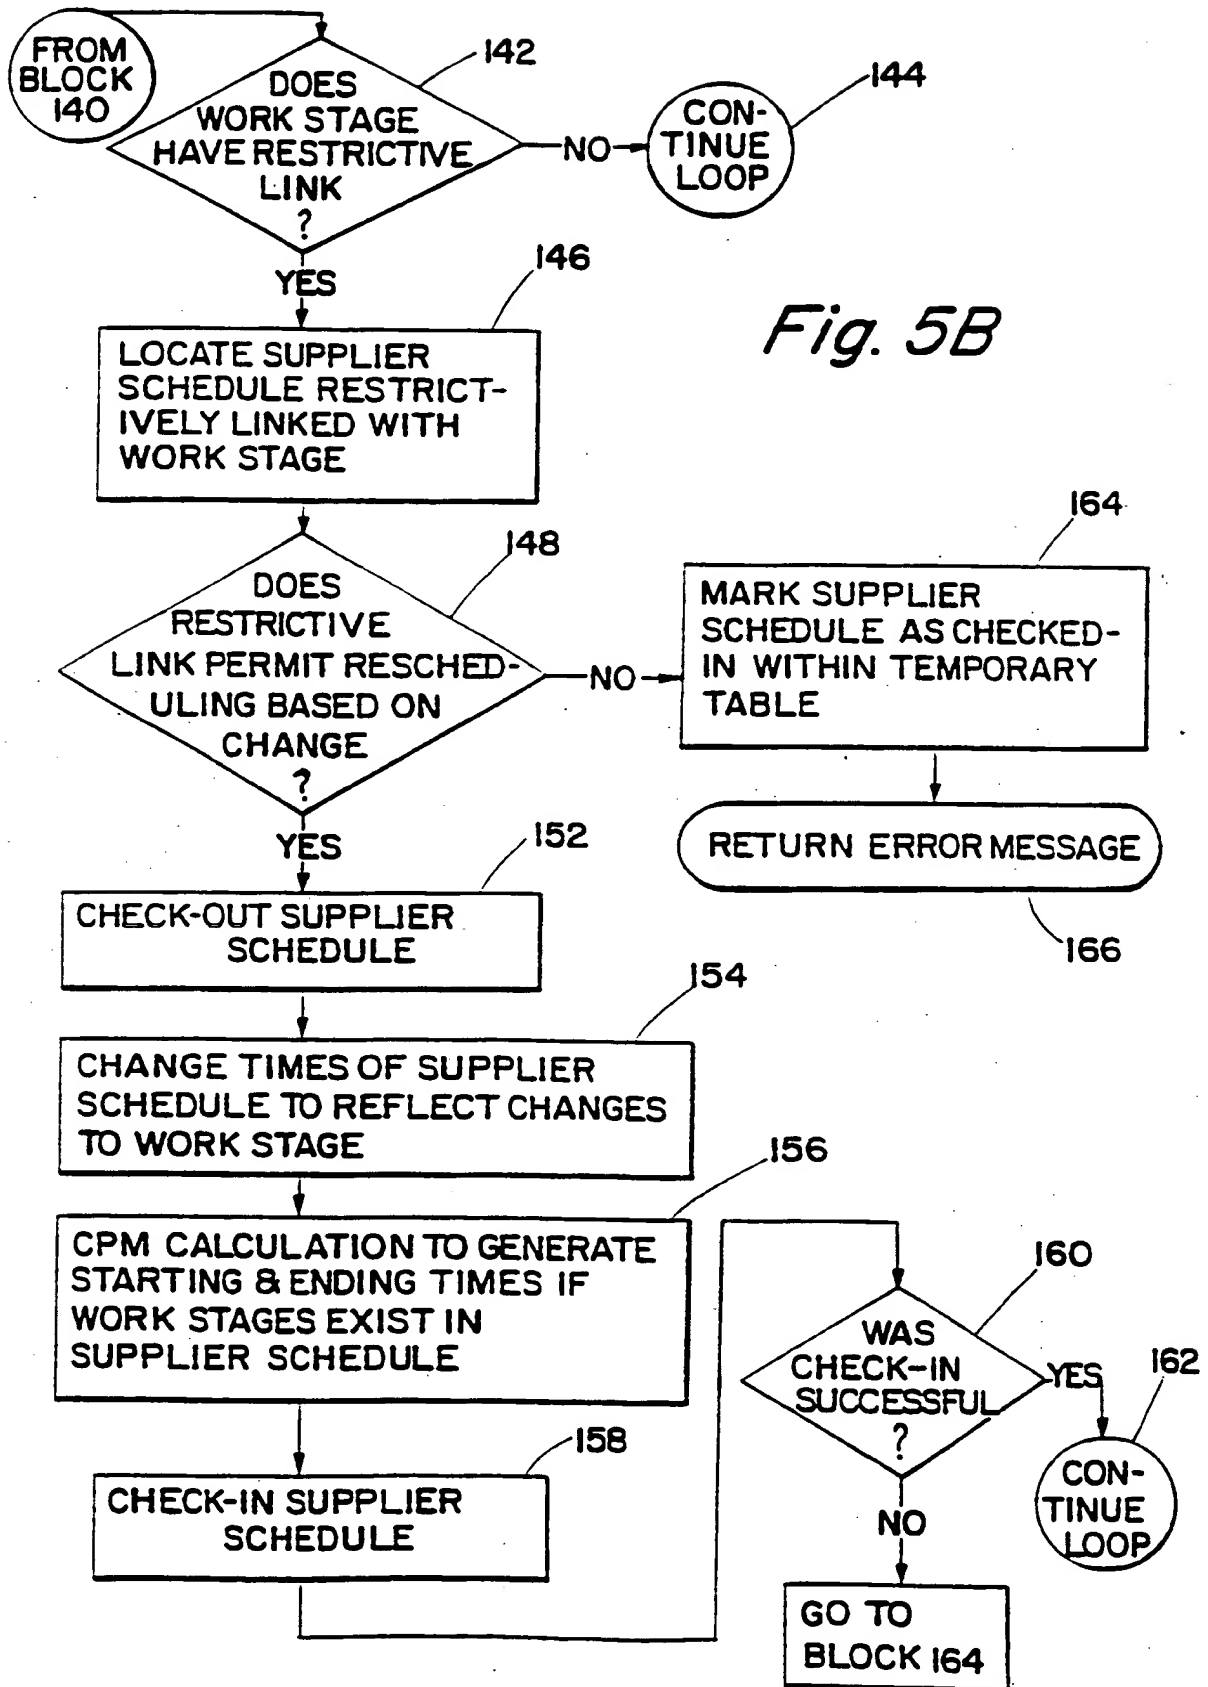 FROM
BLOCK
140
142
DOES
WORK STAGE
HAVE RESTRICTIVE
LINK
?
NO
CON-
TINUE
LOOP
144
YES
146
LOCATE SUPPLIER
SCHEDULE RESTRICT-
IVELY LINKED WITH
WORK STAGE
Fig. 5B
148
DOES
RESTRICTIVE
LINK PERMIT RESCHED-
ULING BASED ON
CHANGE
?
NO
164
MARK SUPPLIER
SCHEDULE AS CHECKED-
IN WITHIN TEMPORARY
TABLE
RETURN ERROR MESSAGE
166
YES
152
CHECK-OUT SUPPLIER
SCHEDULE
154
CHANGE TIMES OF SUPPLIER
SCHEDULE TO REFLECT CHANGES
TO WORK STAGE
156
CPM CALCULATION TO GENERATE
STARTING & ENDING TIMES IF
WORK STAGES EXIST IN
SUPPLIER SCHEDULE
158
CHECK-IN SUPPLIER
SCHEDULE
160
WAS
CHECK-IN
SUCCESSFUL
?
YES
162
CON-
TINUE
LOOP
NO
GO TO
BLOCK 164